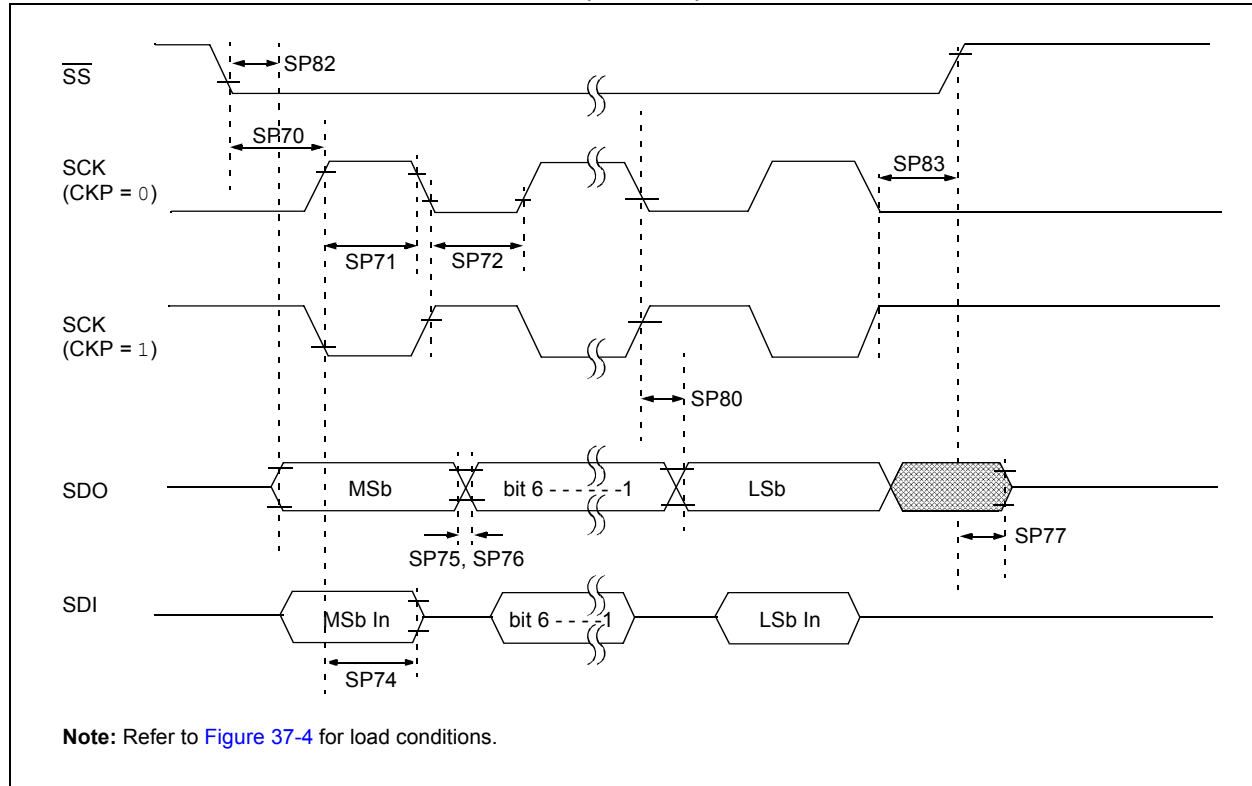 SS
SP82
SP70
SCK
(CKP = 0)
SP83
SP71
SP72
SCK
(CKP = 1)
SP80
SDO
MSb
bit 6 - - - - - -1
LSb
SP77
SP75, SP76
SDI
MSb In
bit 6 - - - -1
LSb In
SP74
Note: Refer to Figure 37-4 for load conditions.